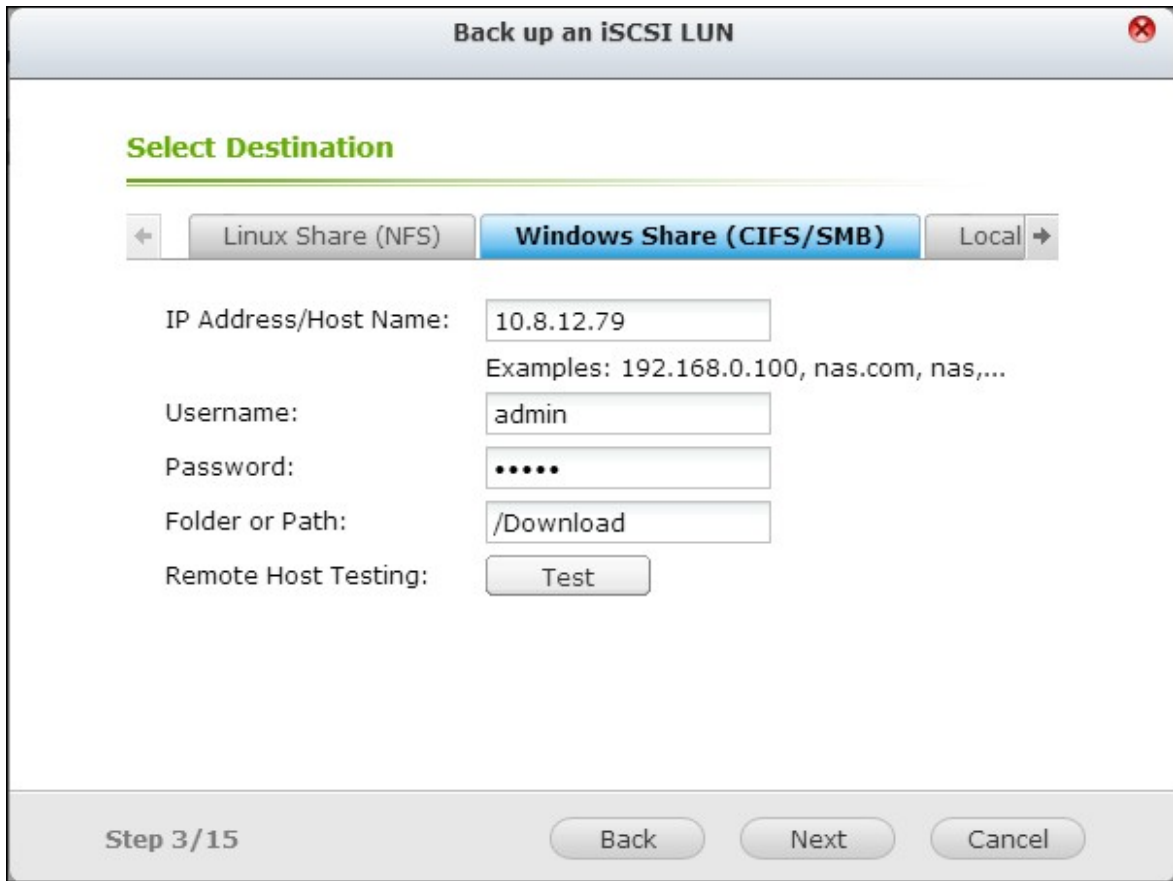 Back up an iSCSI LUN
Select Destination
Linux Share (NFS) Windows Share (CIFS/SMB) Local
IP Address/Host Name: 10.8.12.79
Examples: 192.168.0.100, nas.com, nas,...
Username: admin
Password: •••••
Folder or Path: /Download
Remote Host Testing: Test
Step 3/15 Back Next Cancel